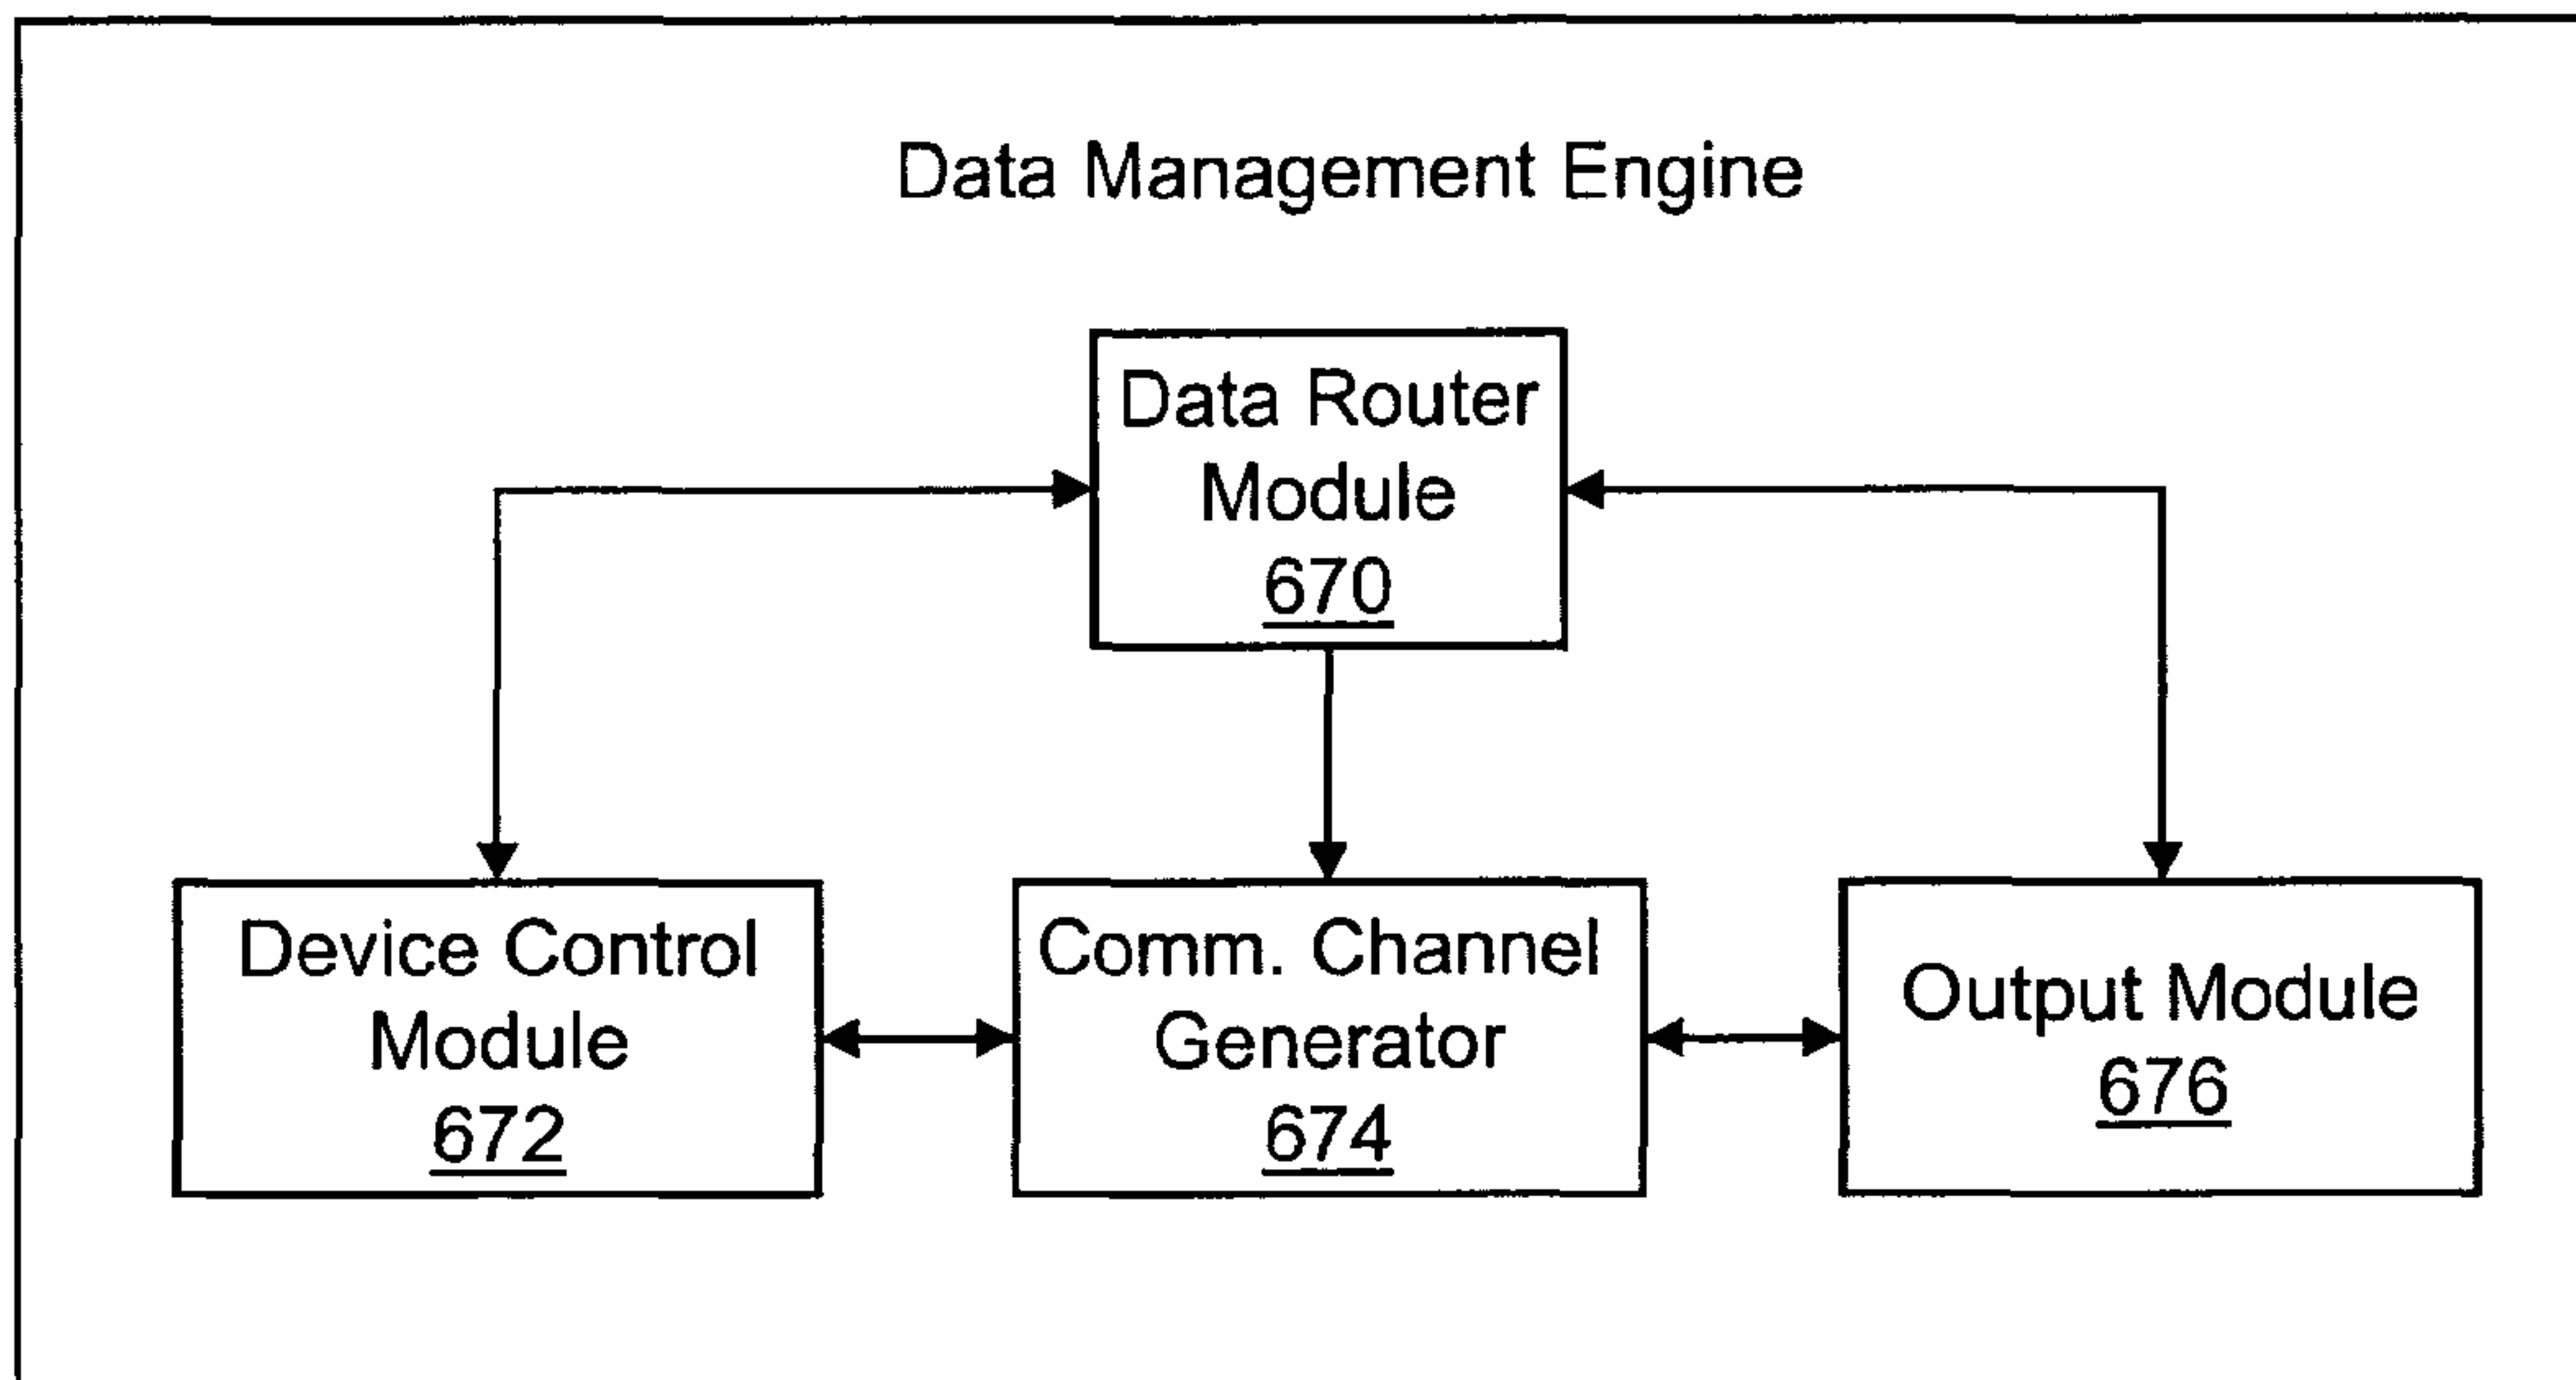 Data Management Engine
Data Router
Module
670
Device Control
Module
672
Comm. Channel
Generator
674
Output Module
676